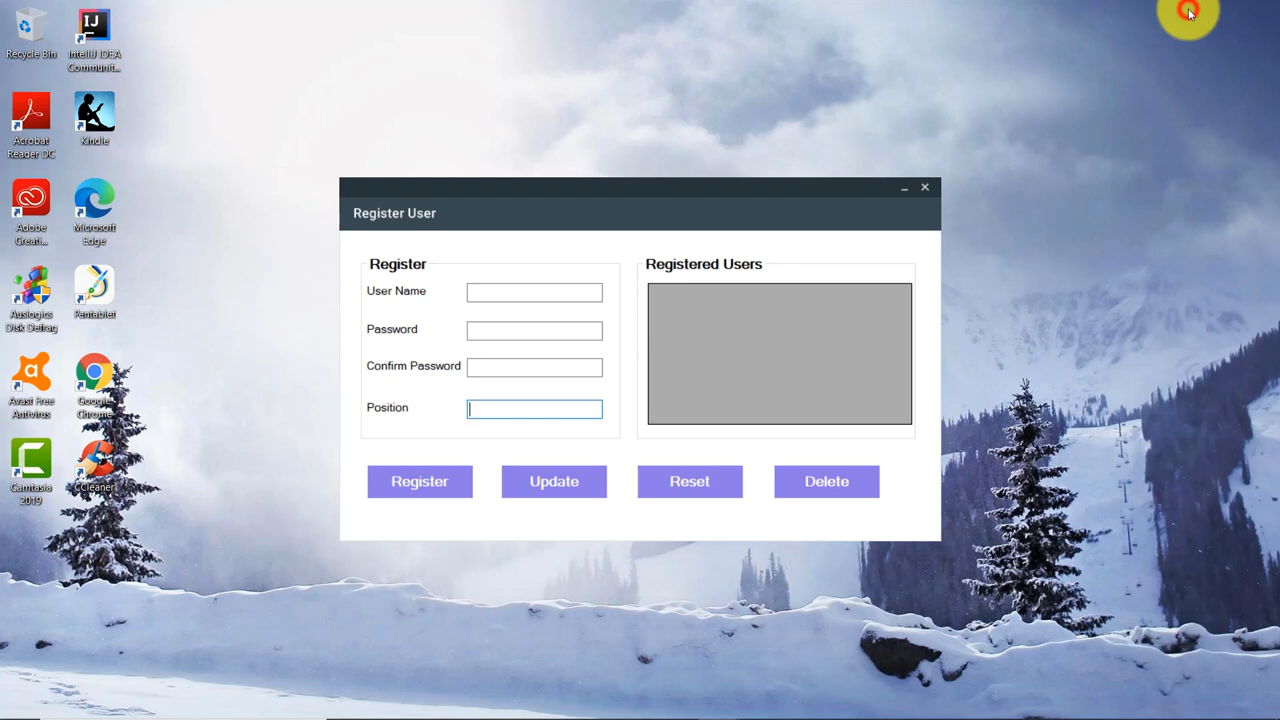 Recycle Bin
IntelliJ IDEA
Communit...
Acrobat
Reader DC
Kindle
Adobe
Creati...
Microsoft
Edge
Auslogics
Disk Defrag
Pentablet
Avast Free
Antivirus
Google
Chrome
Camtasia
2019
CCleaner
IJ
a
C
Register User
Register
User Name
Password
Confirm Password
Position
Registered Users
Register
Update
Reset
Delete